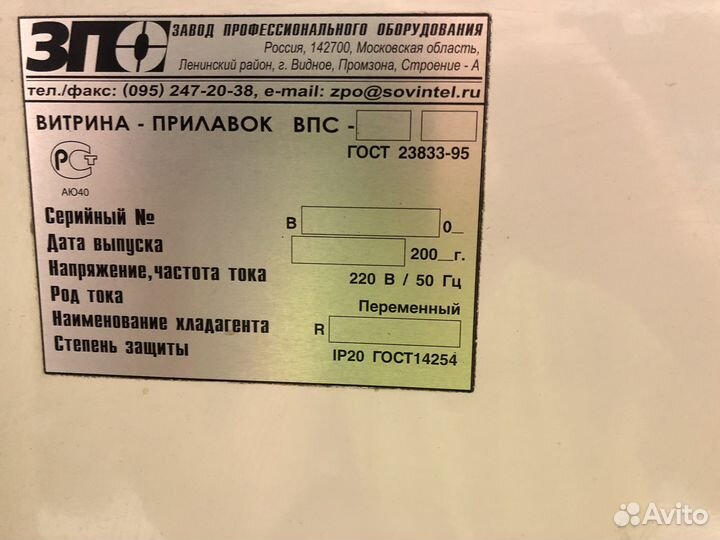 ЗПО ЗАВОД ПРОФЕССИОНАЛЬНОГО ОБОРУДОВАНИЯ
Россия, 142700, Московская область,
Ленинский район, г. Видное, Промзона, Строение - А
тел./факс: (095) 247-20-38, e-mail: zpo@sovintel.ru
ВИТРИНА - ПРИЛАВОК ВПС -
ГОСТ 23833-95
РСТ
АЮ40
Серийный № В 0_
Дата выпуска 200_г.
Напряжение,частота тока 220 В / 50 Гц
Род тока Переменный
Наименование хладагента R
Степень защиты IP20 ГОСТ14254
Avito